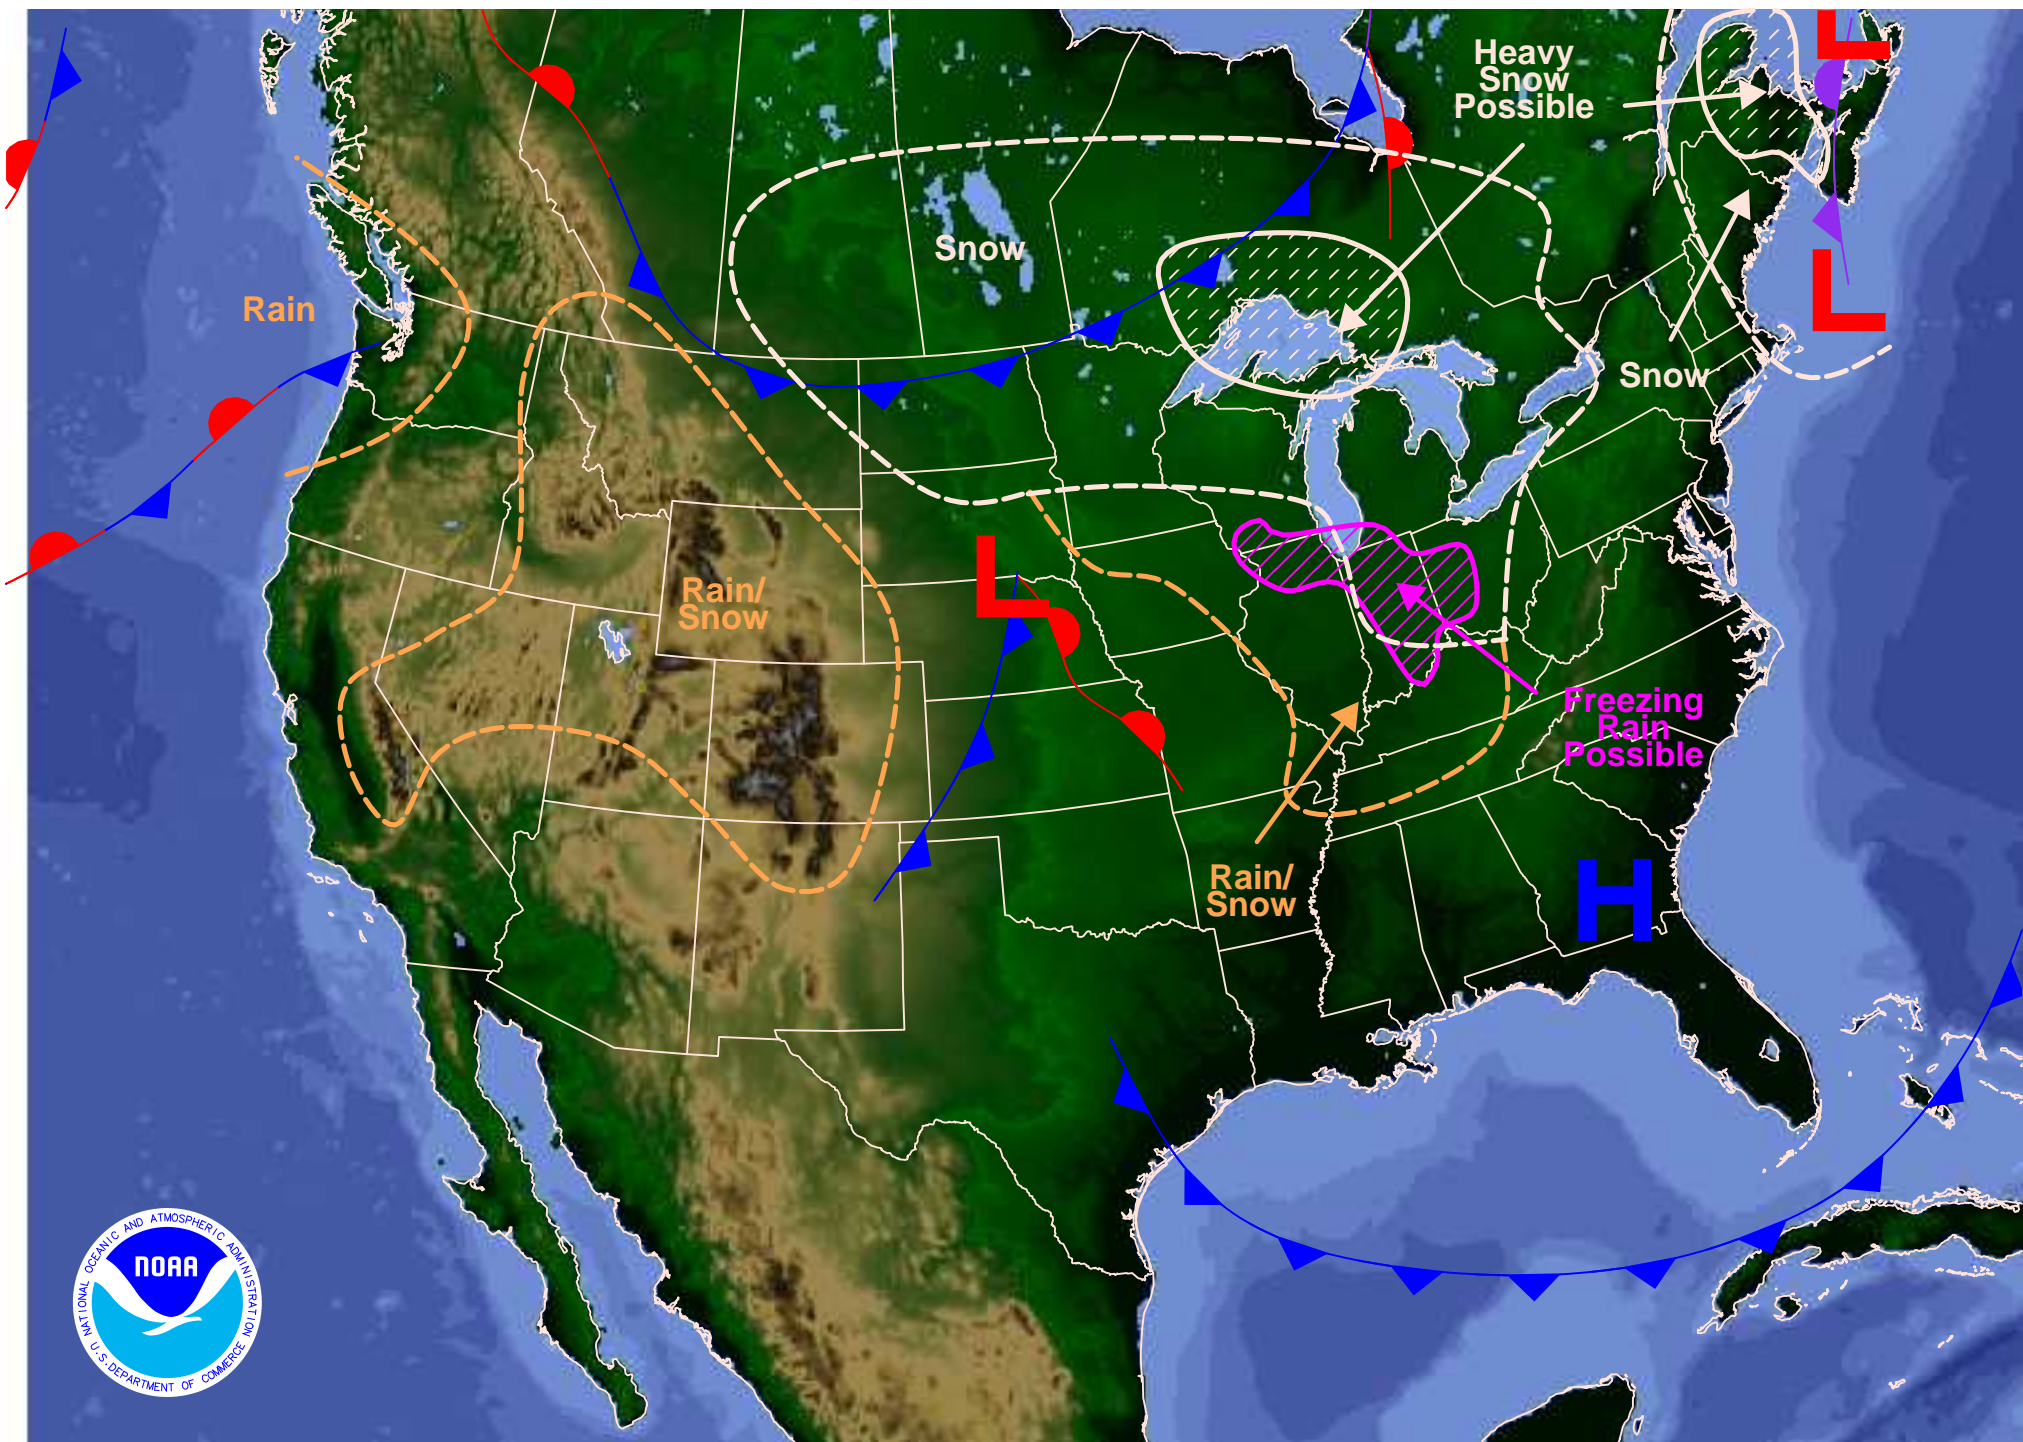 Heavy
Snow
Possible
L
Snow
Rain
L
Snow
L
Rain/
Snow
Freezing
Rain
Possible
Rain/
Snow
H
NATIONAL OCEANIC AND ATMOSPHERIC ADMINISTRATION
NOAA
U.S. DEPARTMENT OF COMMERCE